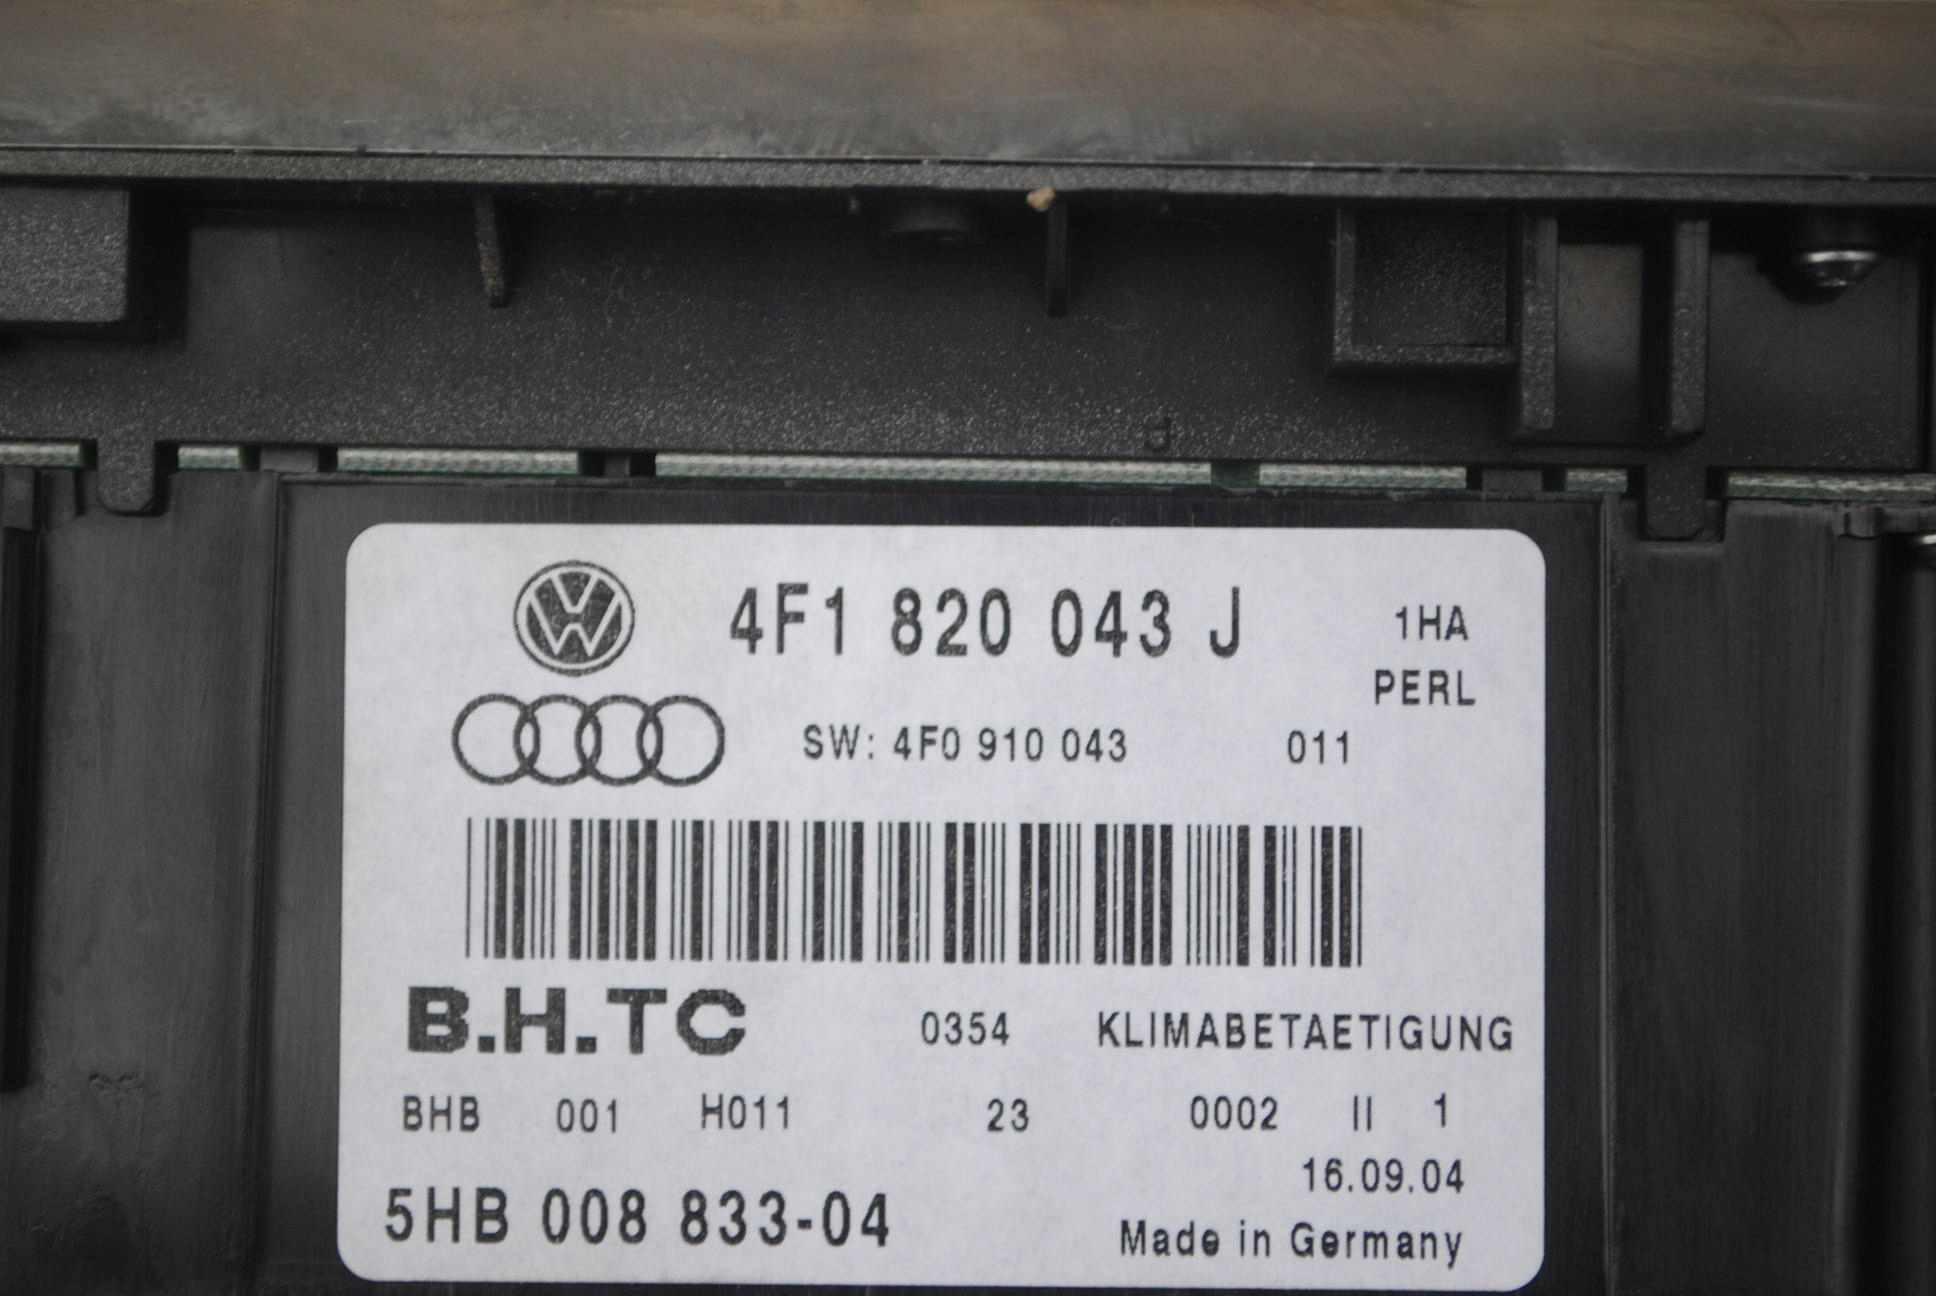 4F1 820 043 J 1HA
PERL
SW: 4F0 910 043 011
B.H.TC 0354 KLIMABETAETIGUNG
BHB 001 H011 23 0002 II 1
16.09.04
5HB 008 833-04
Made in Germany